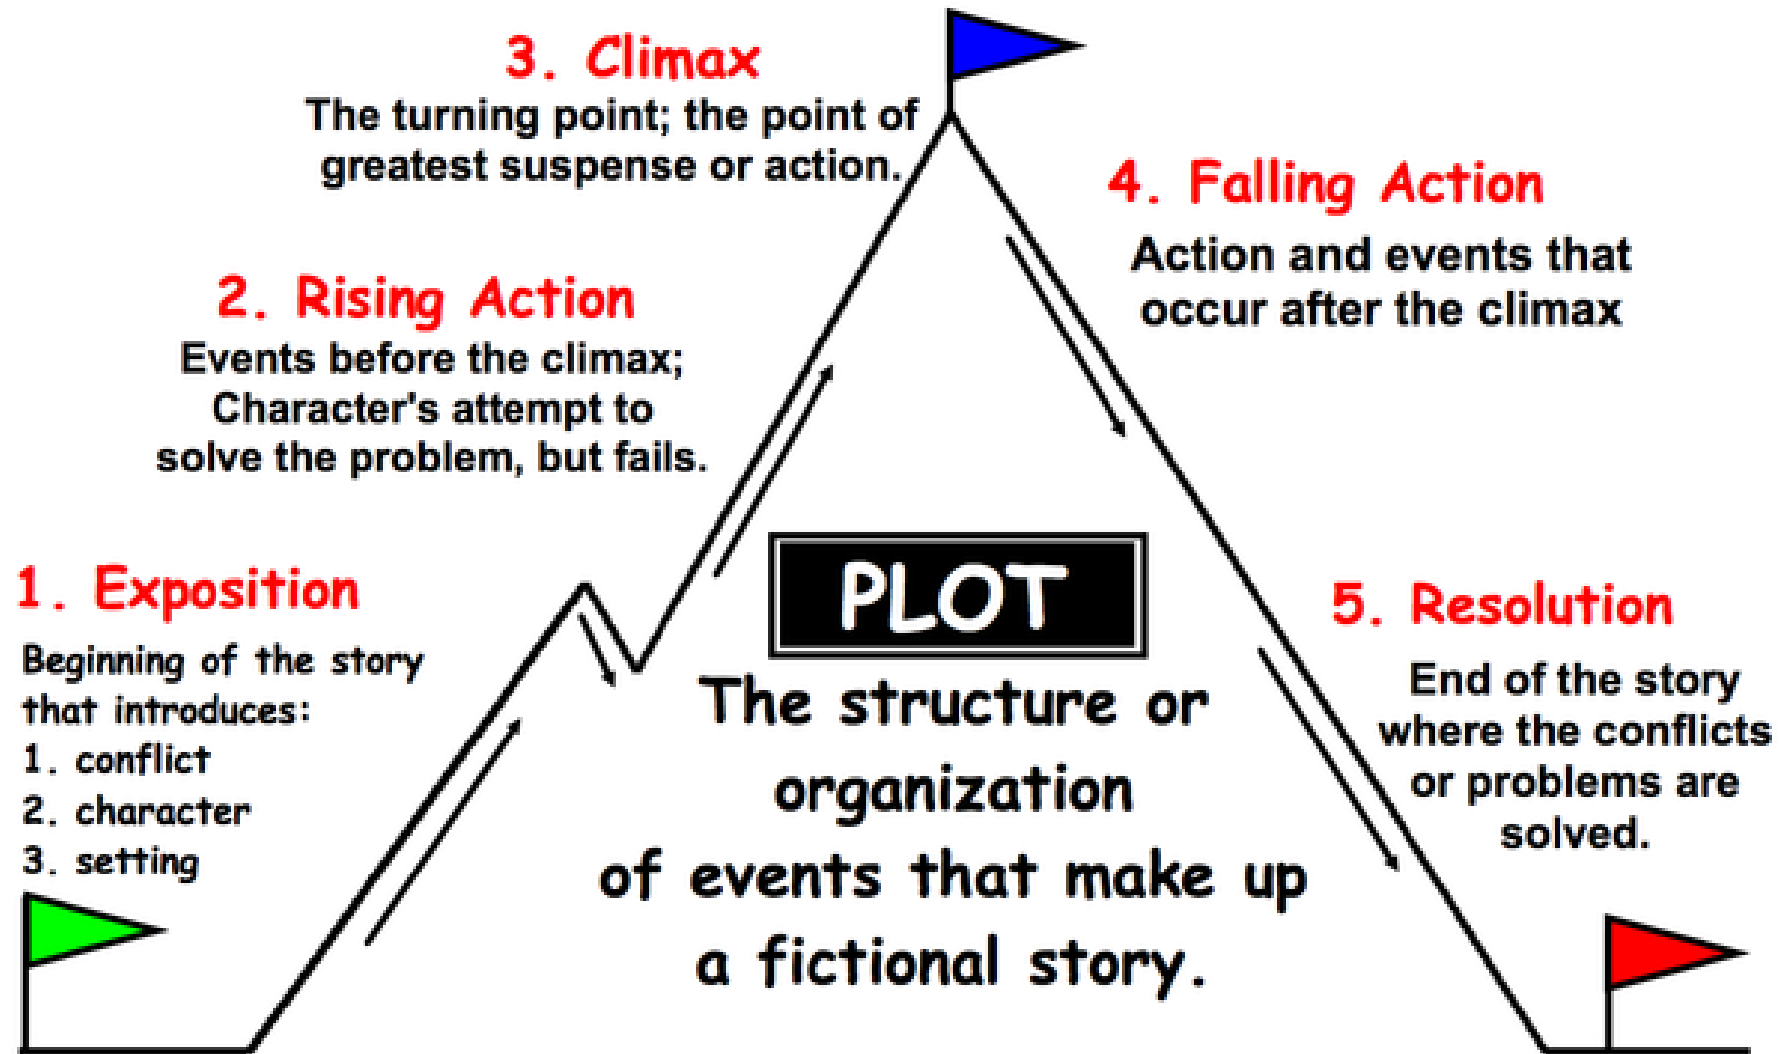 3. Climax
The turning point; the point of
greatest suspense or action.
4. Falling Action
Action and events that
occur after the climax
2. Rising Action
Events before the climax;
Character's attempt to
solve the problem, but fails.
1. Exposition
Beginning of the story
that introduces:
1. conflict
2. character
3. setting
PLOT
The structure or
organization
of events that make up
a fictional story.
5. Resolution
End of the story
where the conflicts
or problems are
solved.